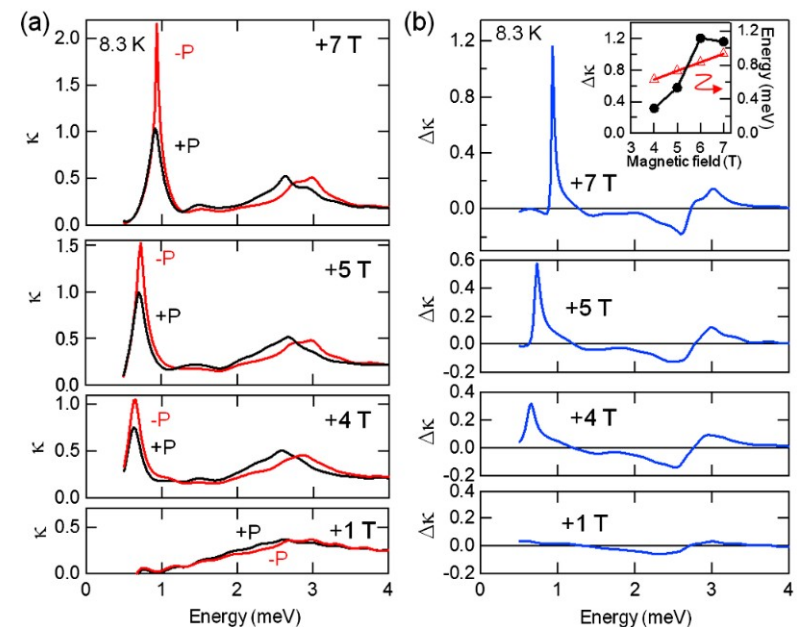 (a)
8.3 K
+7 T
-P
+P
κ
2.0
1.5
1.0
0.5
0.0
+5 T
-P
+P
κ
1.5
1.0
0.5
0.0
+4 T
-P
+P
κ
1.0
0.5
0.0
+1 T
+P
-P
κ
0.5
0.0
0 1 2 3 4
Energy (meV)
(b)
8.3 K
+7 T
Δκ
1.2
0.8
0.4
0.0
Δκ
1.2
0.8
0.4
0.0
Energy (meV)
1.2
0.8
0.4
0.0
3 4 5 6 7
Magnetic field (T)
+5 T
Δκ
0.6
0.4
0.2
0.0
-0.2
+4 T
Δκ
0.4
0.2
0.0
-0.2
+1 T
Δκ
0.4
0.2
0.0
-0.2
0 1 2 3 4
Energy (meV)